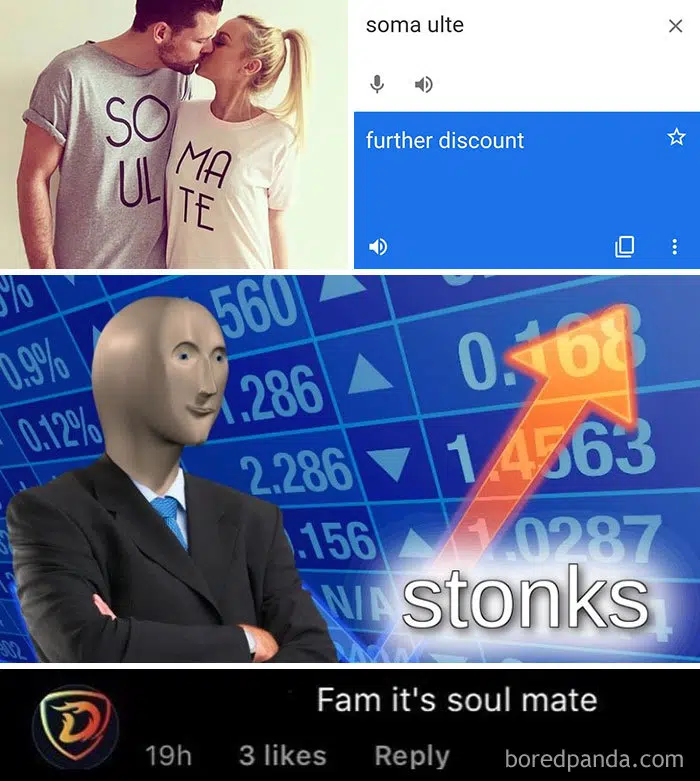 SO
UL
MA
TE
soma ulte
further discount
560
0.9%
0.168
0.12%
1.286
2.286
1.4563
.156
1.0287
N/A
stonks
Fam it's soul mate
19h 3 likes Reply
boredpanda.com